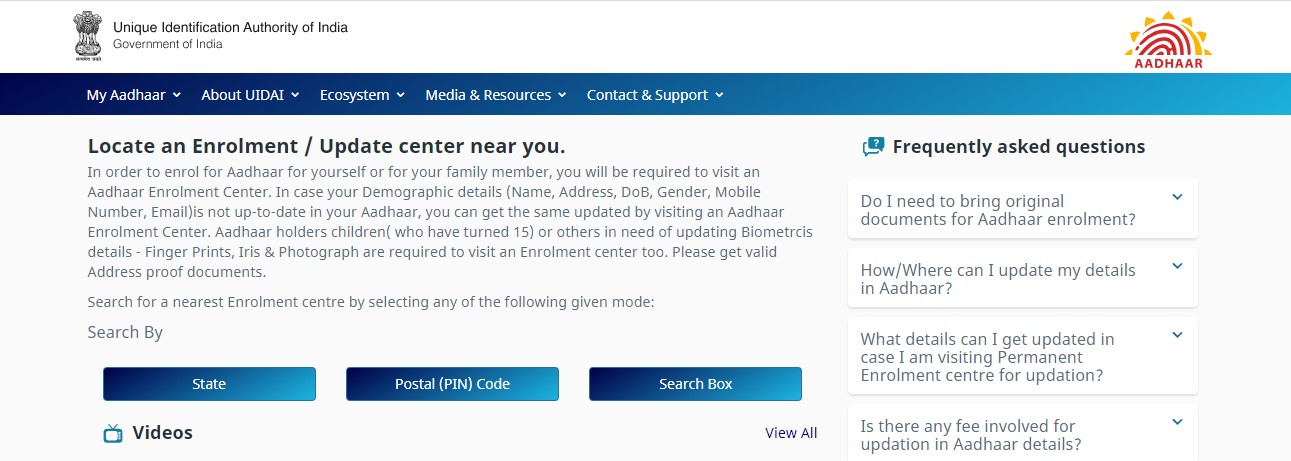 Unique Identification Authority of India
Government of India
सत्यमेव जयते
AADHAAR
My Aadhaar
About UIDAI
Ecosystem
Media & Resources
Contact & Support
Locate an Enrolment / Update center near you.
In order to enrol for Aadhaar for yourself or for your family member, you will be required to visit an
Aadhaar Enrolment Center. In case your Demographic details (Name, Address, DoB, Gender, Mobile
Number, Email)is not up-to-date in your Aadhaar, you can get the same updated by visiting an Aadhaar
Enrolment Center. Aadhaar holders children( who have turned 15) or others in need of updating Biometrcis
details - Finger Prints, Iris & Photograph are required to visit an Enrolment center too. Please get valid
Address proof documents.
Search for a nearest Enrolment centre by selecting any of the following given mode:
Search By
State
Postal (PIN) Code
Search Box
Videos
View All
Frequently asked questions
Do I need to bring original
documents for Aadhaar enrolment?
How/Where can I update my details
in Aadhaar?
What details can I get updated in
case I am visiting Permanent
Enrolment centre for updation?
Is there any fee involved for
updation in Aadhaar details?